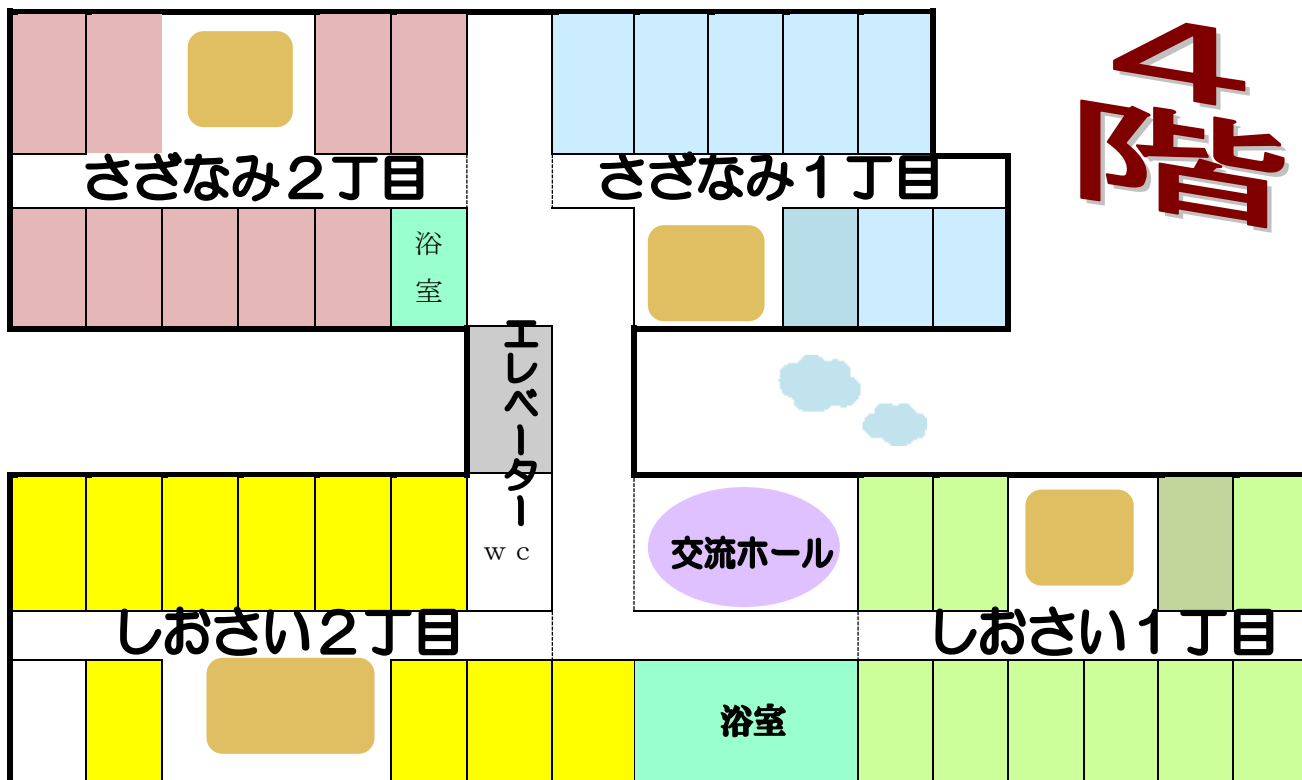 4
階
さざなみ２丁目
さざなみ１丁目
浴
室
エレベーター
ｗｃ
交流ホール
しおさい２丁目
しおさい１丁目
浴室